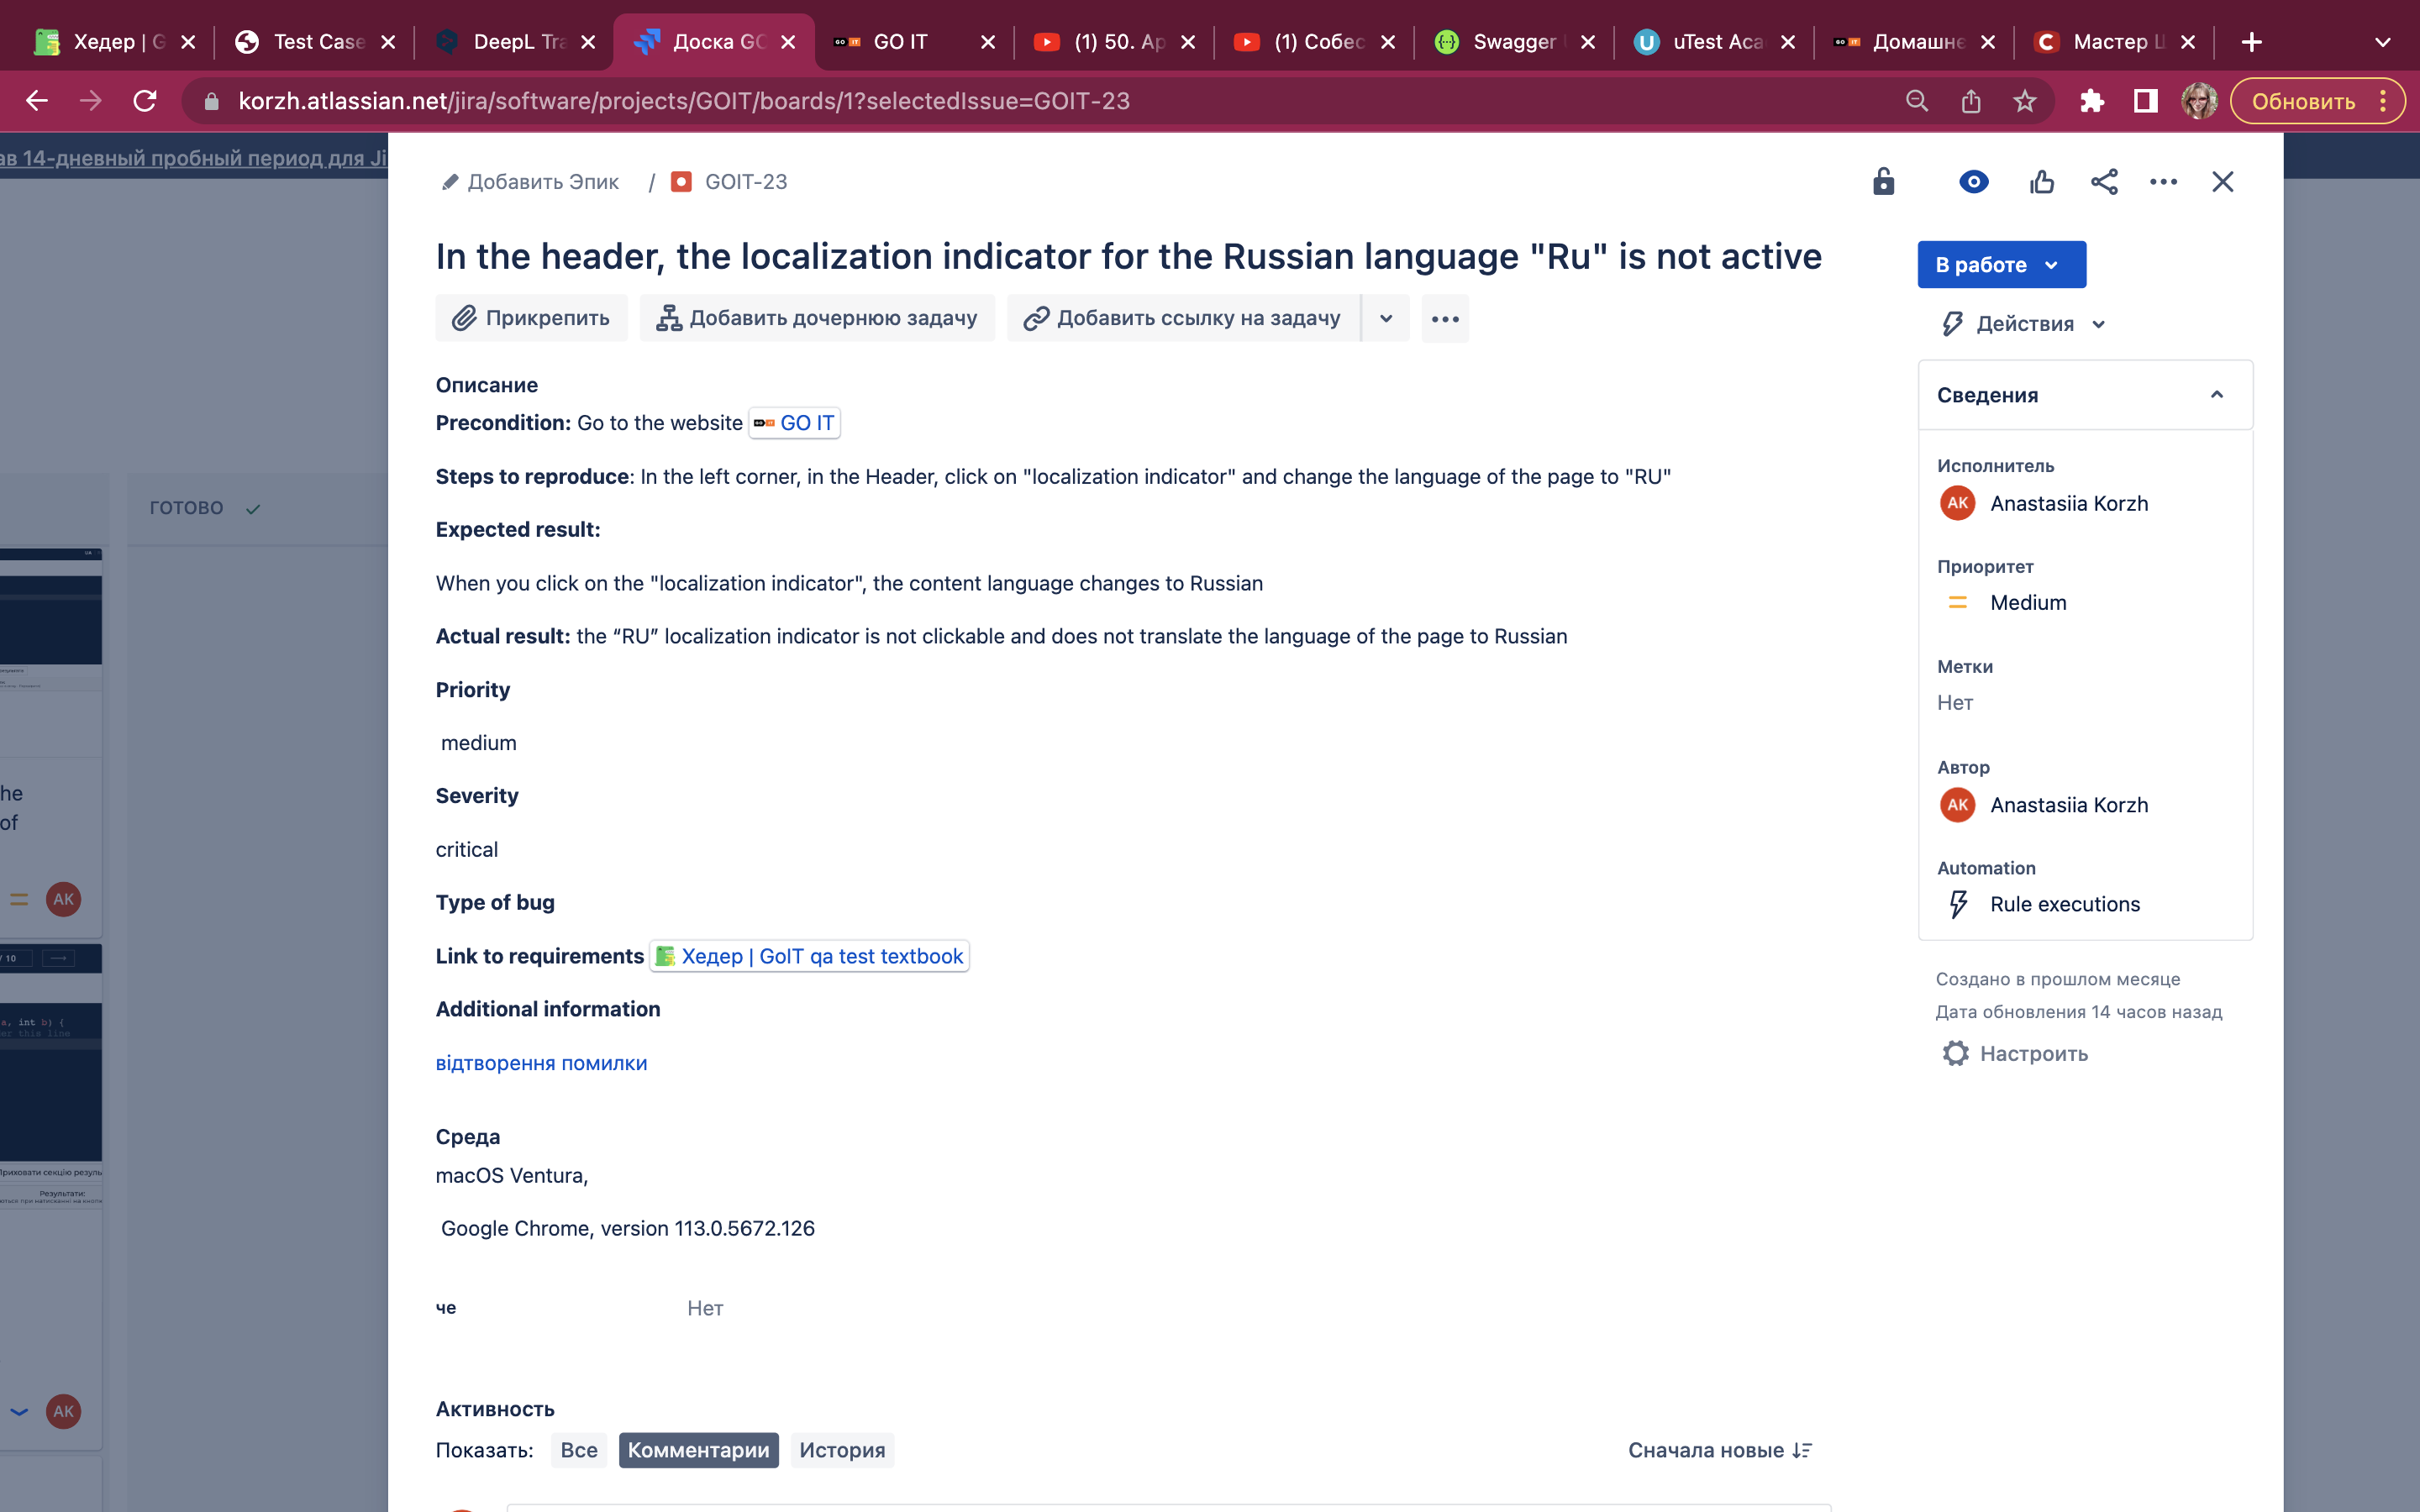 Хедер | G
Test Case
DeepL Tra
Доска GO
GO IT
(1) 50. Ap
(1) Собес
Swagger
uTest Aca
Домашне
Мастер Ц
korzh.atlassian.net/jira/software/projects/GOIT/boards/1?selectedIssue=GOIT-23
Обновить
ав 14-дневный пробный период для Ji
Добавить Эпик / GOIT-23
In the header, the localization indicator for the Russian language "Ru" is not active
В работе
Прикрепить
Добавить дочернюю задачу
Добавить ссылку на задачу
Действия
Описание
Precondition: Go to the website GO IT
Steps to reproduce: In the left corner, in the Header, click on "localization indicator" and change the language of the page to "RU"
Expected result:
When you click on the "localization indicator", the content language changes to Russian
Actual result: the “RU” localization indicator is not clickable and does not translate the language of the page to Russian
Priority
medium
Severity
critical
Type of bug
Link to requirements Хедер | GoIT qa test textbook
Additional information
відтворення помилки
Среда
macOS Ventura,
Google Chrome, version 113.0.5672.126
че Нет
Активность
Показать: Все Комментарии История
Сначала новые
Сведения
Исполнитель
AK Anastasiia Korzh
Приоритет
Medium
Метки
Нет
Автор
AK Anastasiia Korzh
Automation
Rule executions
Создано в прошлом месяце
Дата обновления 14 часов назад
Настроить
ГОТОВО
he
of
AK
/ 10
a, int b) {
er this line
Приховати секцію резуль
Результати:
AK